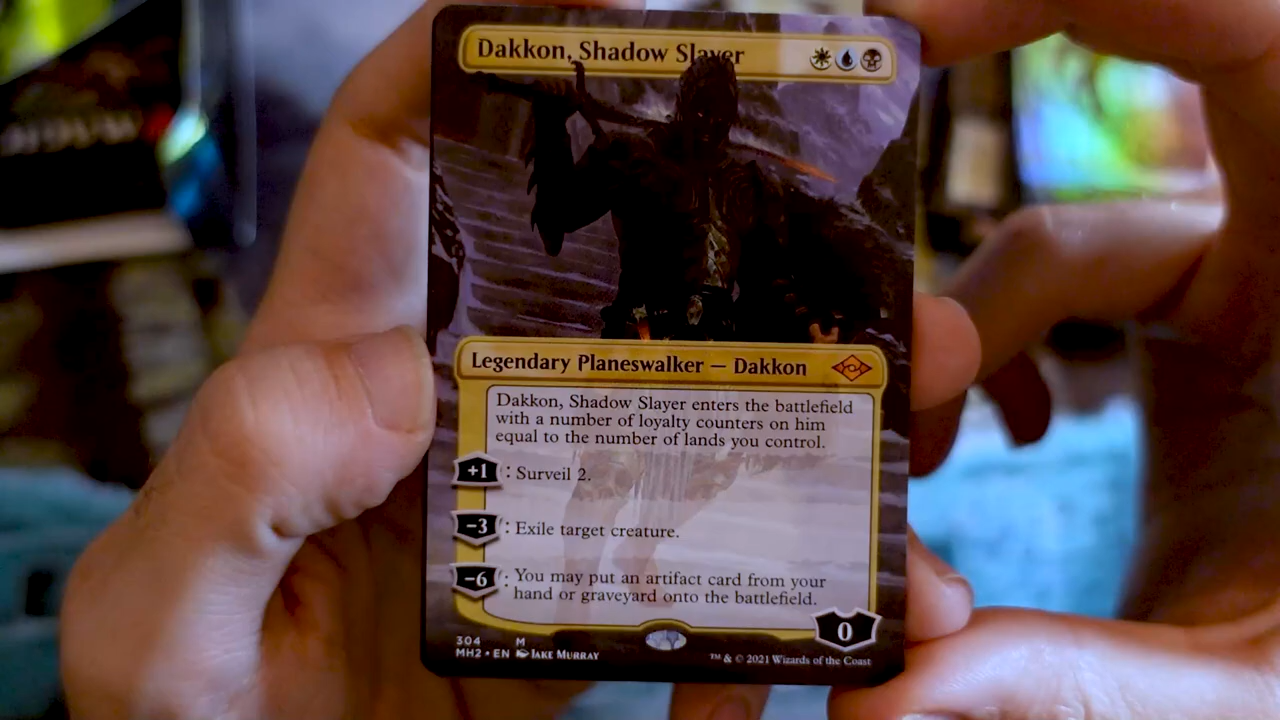 Dakkon, Shadow Slayer
Legendary Planeswalker — Dakkon
Dakkon, Shadow Slayer enters the battlefield
with a number of loyalty counters on him
equal to the number of lands you control.
+1 : Surveil 2.
−3 : Exile target creature.
−6 : You may put an artifact card from your
hand or graveyard onto the battlefield.
0
304 M
MH2 • EN JAKE MURRAY
™ & © 2021 Wizards of the Coast